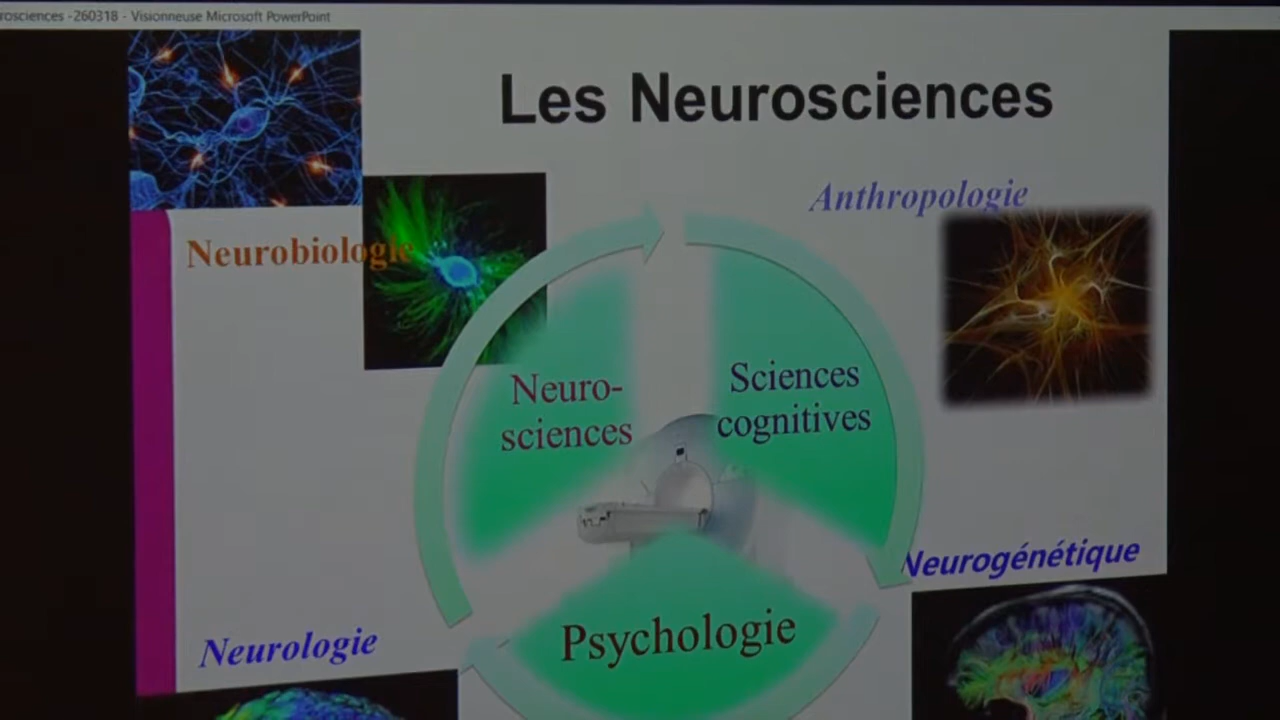 rosciences -260318 - Visionneuse Microsoft PowerPoint
Les Neurosciences
Anthropologie
Neurobiologie
Neuro-
sciences
Sciences
cognitives
Neurogénétique
Psychologie
Neurologie